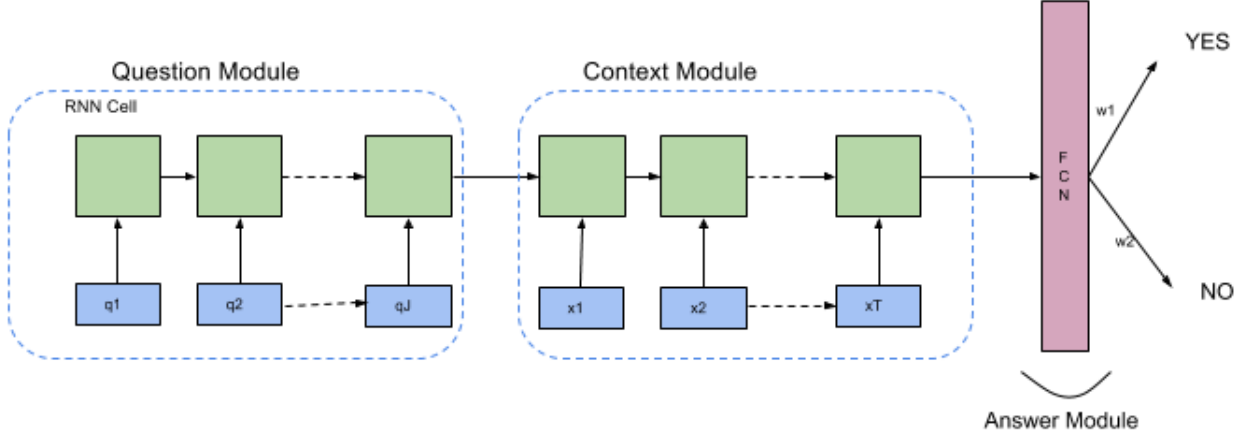 Question Module
Context Module
RNN Cell
YES
NO
w1
w2
F
C
N
q1
q2
qJ
x1
x2
xT
Answer Module